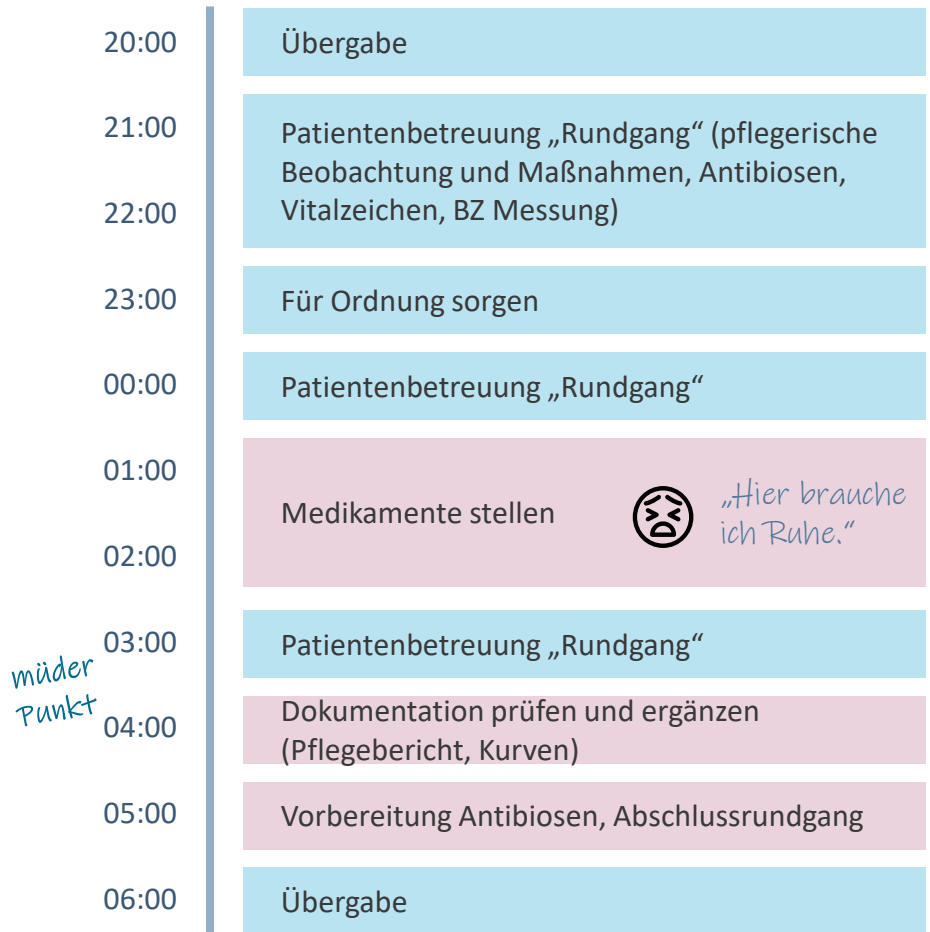 20:00
Übergabe
21:00
Patientenbetreuung „Rundgang“ (pflegerische
Beobachtung und Maßnahmen, Antibiosen,
22:00
Vitalzeichen, BZ Messung)
23:00
Für Ordnung sorgen
00:00
Patientenbetreuung „Rundgang“
01:00
Medikamente stellen
„Hier brauche
ich Ruhe.“
02:00
03:00
Patientenbetreuung „Rundgang“
müder
Punkt
04:00
Dokumentation prüfen und ergänzen
(Pflegebericht, Kurven)
05:00
Vorbereitung Antibiosen, Abschlussrundgang
06:00
Übergabe